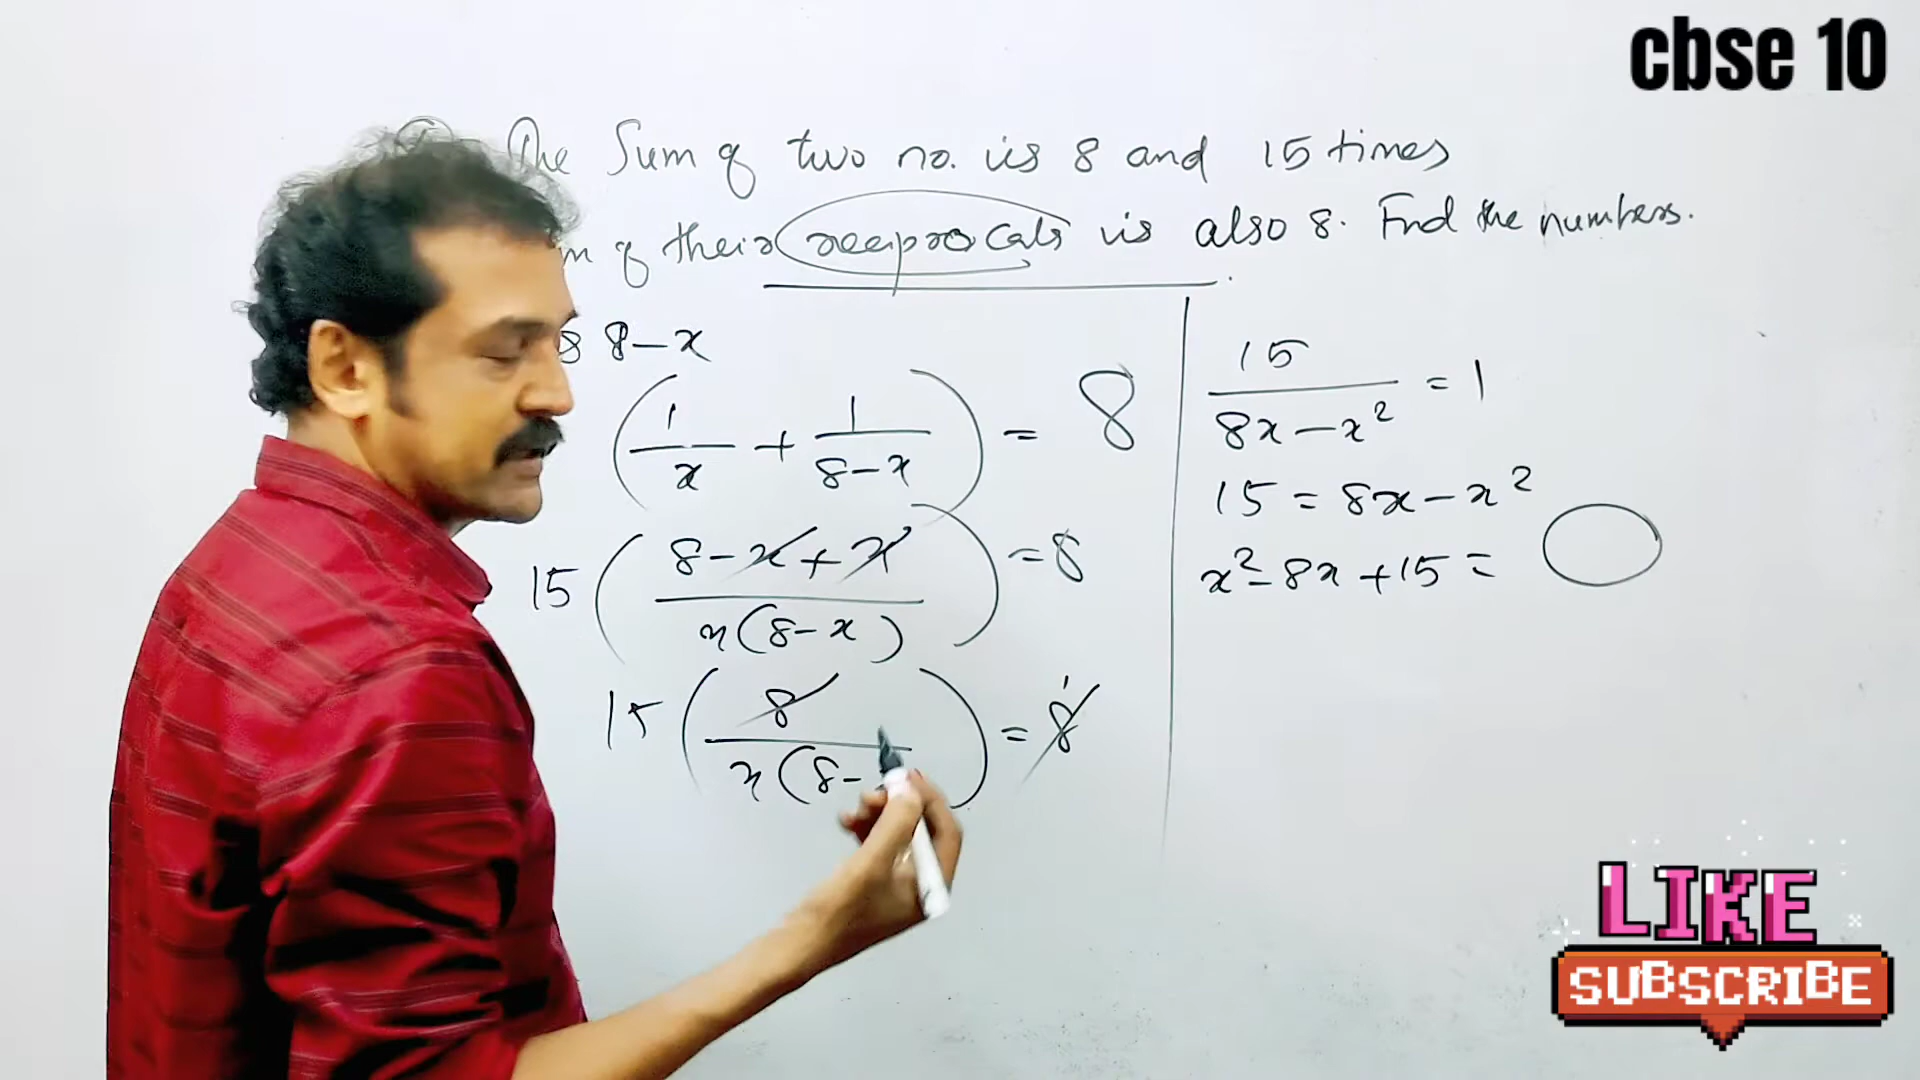 cbse 10
The Sum of two no. is 8 and 15 times
of their reciprocals is also 8. Find the numbers.
8 8-x
(1/x + 1/(8-x)) = 8
15 ((8-x+x)/(x(8-x))) = 8
15 (8/(x(8- = 8 1
15/(8x-x²) = 1
15 = 8x-x²
x²-8x+15 =
LIKE
SUBSCRIBE